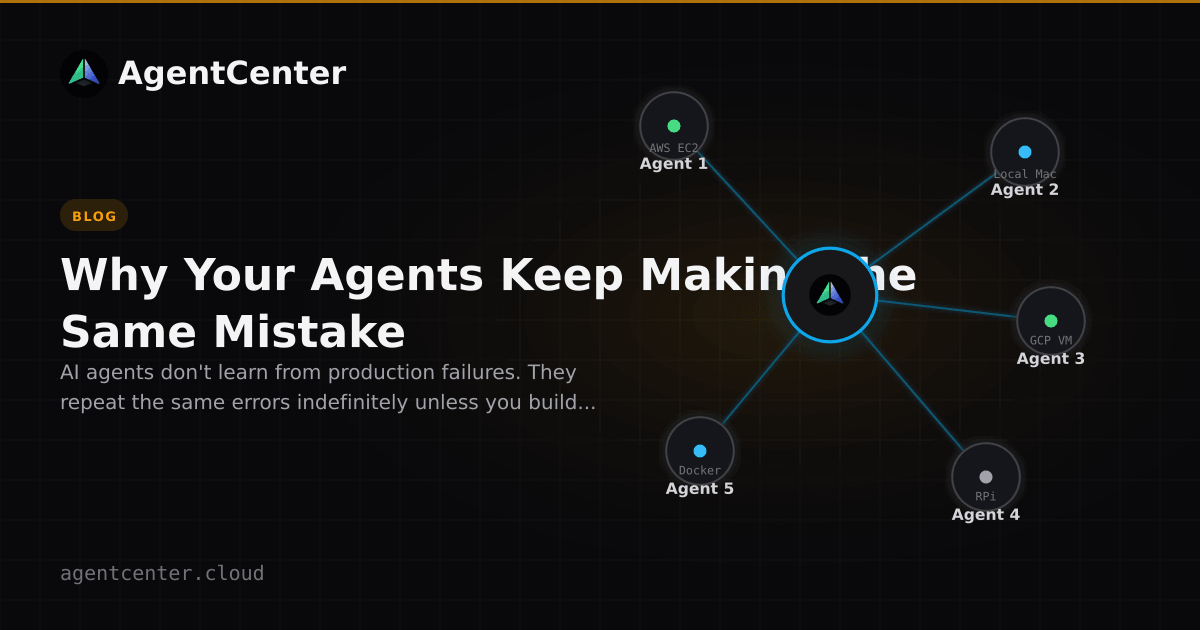 AgentCenter
BLOG
Why Your Agents Keep Makin he
Same Mistake
AI agents don't learn from production failures. They
repeat the same errors indefinitely unless you build...
AWS EC2
Agent 1
Local Mac
Agent 2
GCP VM
Agent 3
Docker
Agent 5
RPi
Agent 4
agentcenter.cloud